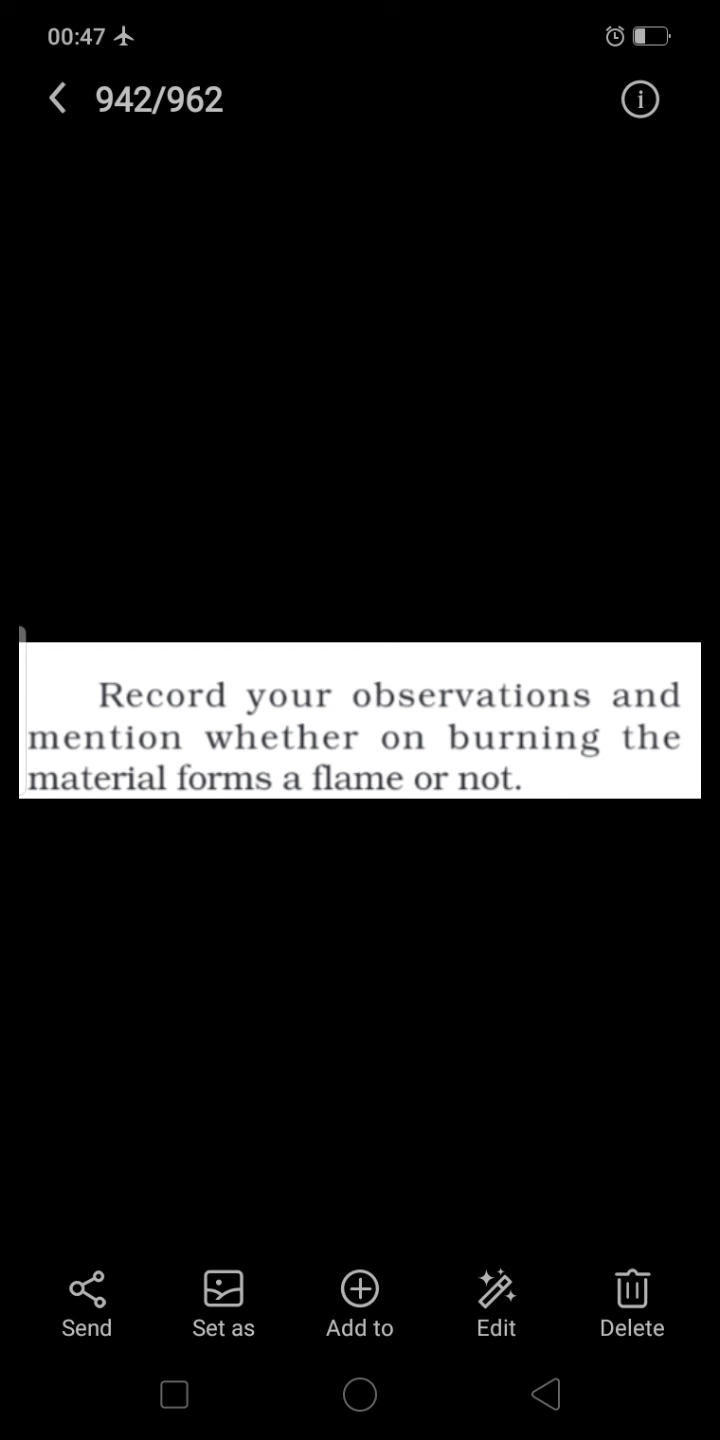 00:47
942/962
Record your observations and
mention whether on burning the
material forms a flame or not.
Send Set as Add to Edit Delete